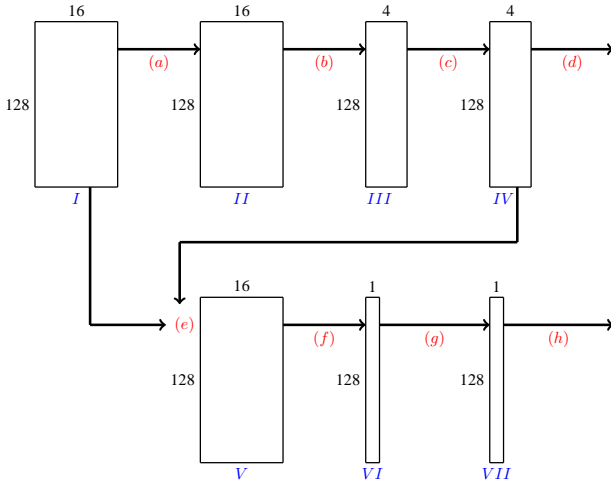 16 16 4 4
(a) (b) (c) (d)
128 128 128 128
I II III IV
16 1 1
(e) (f) (g) (h)
128 128 128
V VI VII